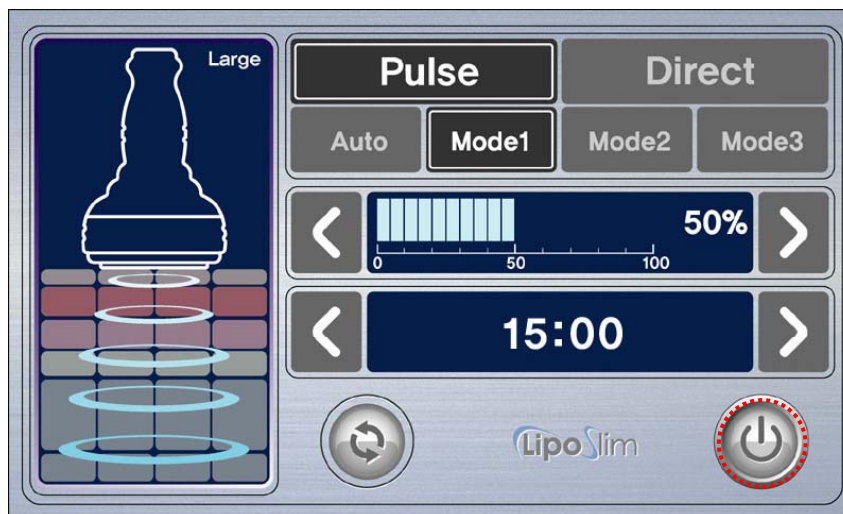 Large
Pulse
Direct
Auto
Mode1
Mode2
Mode3
50%
0 50 100
15:00
LipoSlim